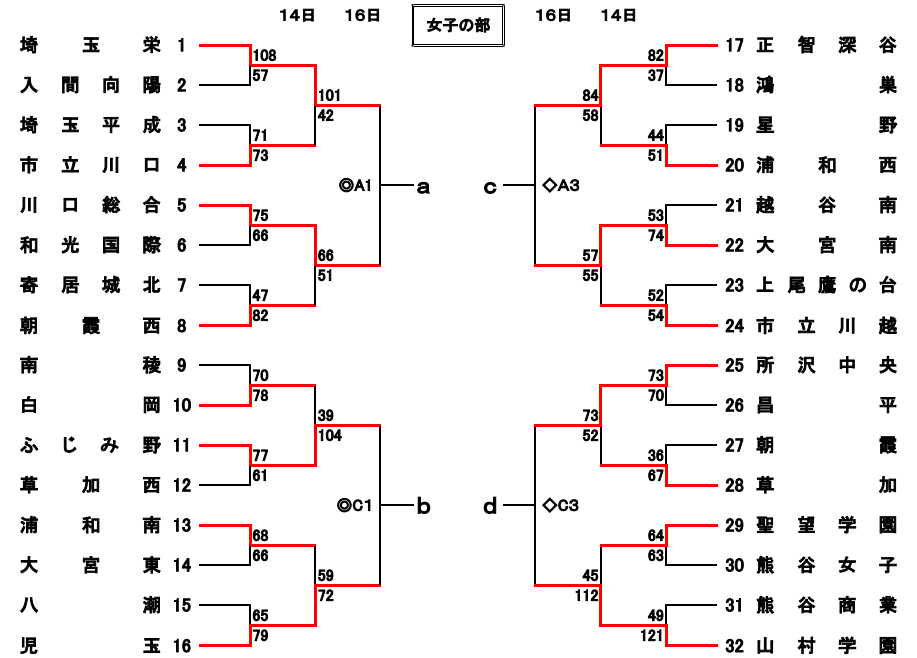 14日 16日 女子の部 16日 14日
埼玉栄 1 108 82 17 正智深谷
入間向陽 2 57 37 18 鴻巣
101 42 84 58
埼玉平成 3 71 44 19 星野
市立川口 4 73 51 20 浦和西
◎A1 a c ◇A3
川口総合 5 75 53 21 越谷南
和光国際 6 66 74 22 大宮南
66 51 57 55
寄居城北 7 47 52 23 上尾鷹の台
朝霞西 8 82 54 24 市立川越
南稜 9 70 73 25 所沢中央
白岡 10 78 70 26 昌平
39 104 73 52
ふじみ野 11 77 36 27 朝霞
草加西 12 61 67 28 草加
◎C1 b d ◇C3
浦和南 13 68 64 29 聖望学園
大宮東 14 66 63 30 熊谷女子
59 72 45 112
八潮 15 65 49 31 熊谷商業
児玉 16 79 121 32 山村学園